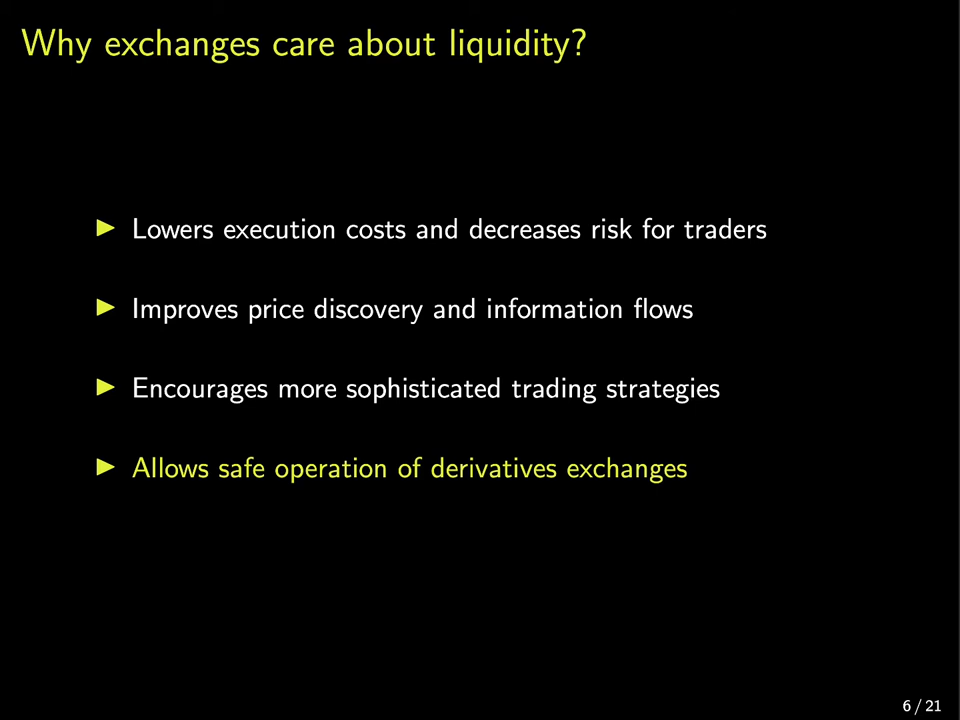 Why exchanges care about liquidity?
▶ Lowers execution costs and decreases risk for traders
▶ Improves price discovery and information flows
▶ Encourages more sophisticated trading strategies
▶ Allows safe operation of derivatives exchanges
6 / 21